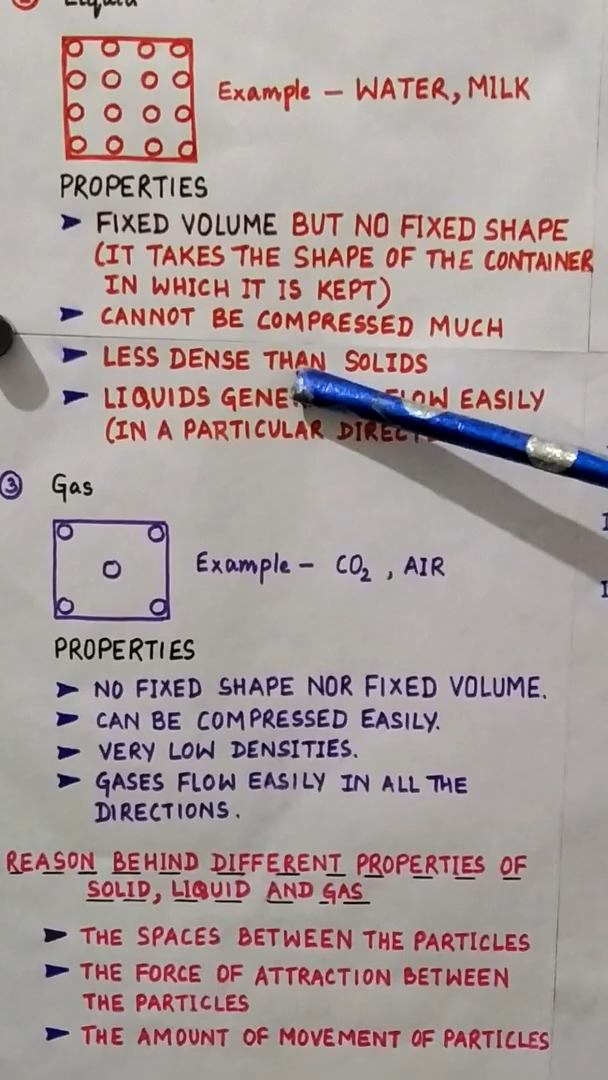 Liquid
Example - WATER, MILK
PROPERTIES
➤ FIXED VOLUME BUT NO FIXED SHAPE
(IT TAKES THE SHAPE OF THE CONTAINER
IN WHICH IT IS KEPT)
➤ CANNOT BE COMPRESSED MUCH
➤ LESS DENSE THAN SOLIDS
➤ LIQUIDS FLOW EASILY
(IN A PARTICULAR
③ Gas
Example - CO₂, AIR
PROPERTIES
➤ NO FIXED SHAPE NOR FIXED VOLUME.
➤ CAN BE COMPRESSED EASILY.
➤ VERY LOW DENSITIES.
➤ GASES FLOW EASILY IN ALL THE
DIRECTIONS.
REASON BEHIND DIFFERENT PROPERTIES OF
SOLID, LIQUID AND GAS
➤ THE SPACES BETWEEN THE PARTICLES
➤ THE FORCE OF ATTRACTION BETWEEN
THE PARTICLES
➤ THE AMOUNT OF MOVEMENT OF PARTICLES